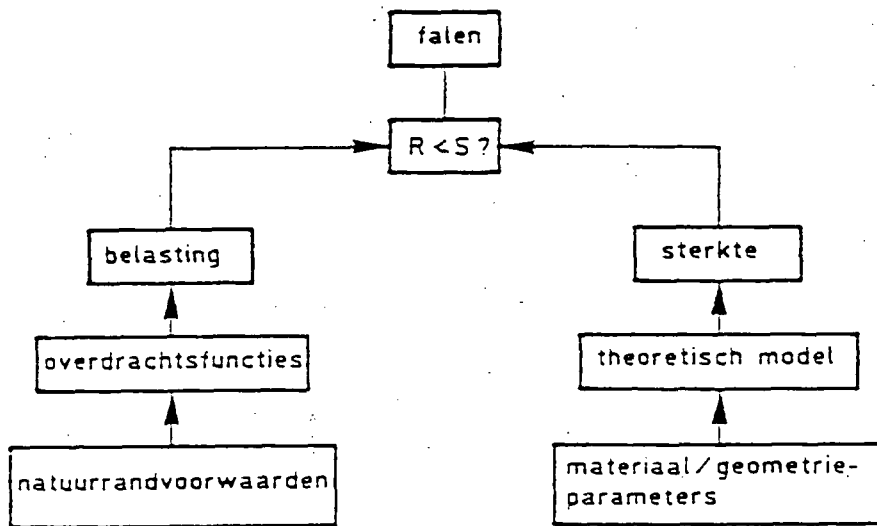 falen
R < S ?
belasting
sterkte
overdrachtsfuncties
theoretisch model
natuurrandvoorwaarden
materiaal/geometrie-
parameters